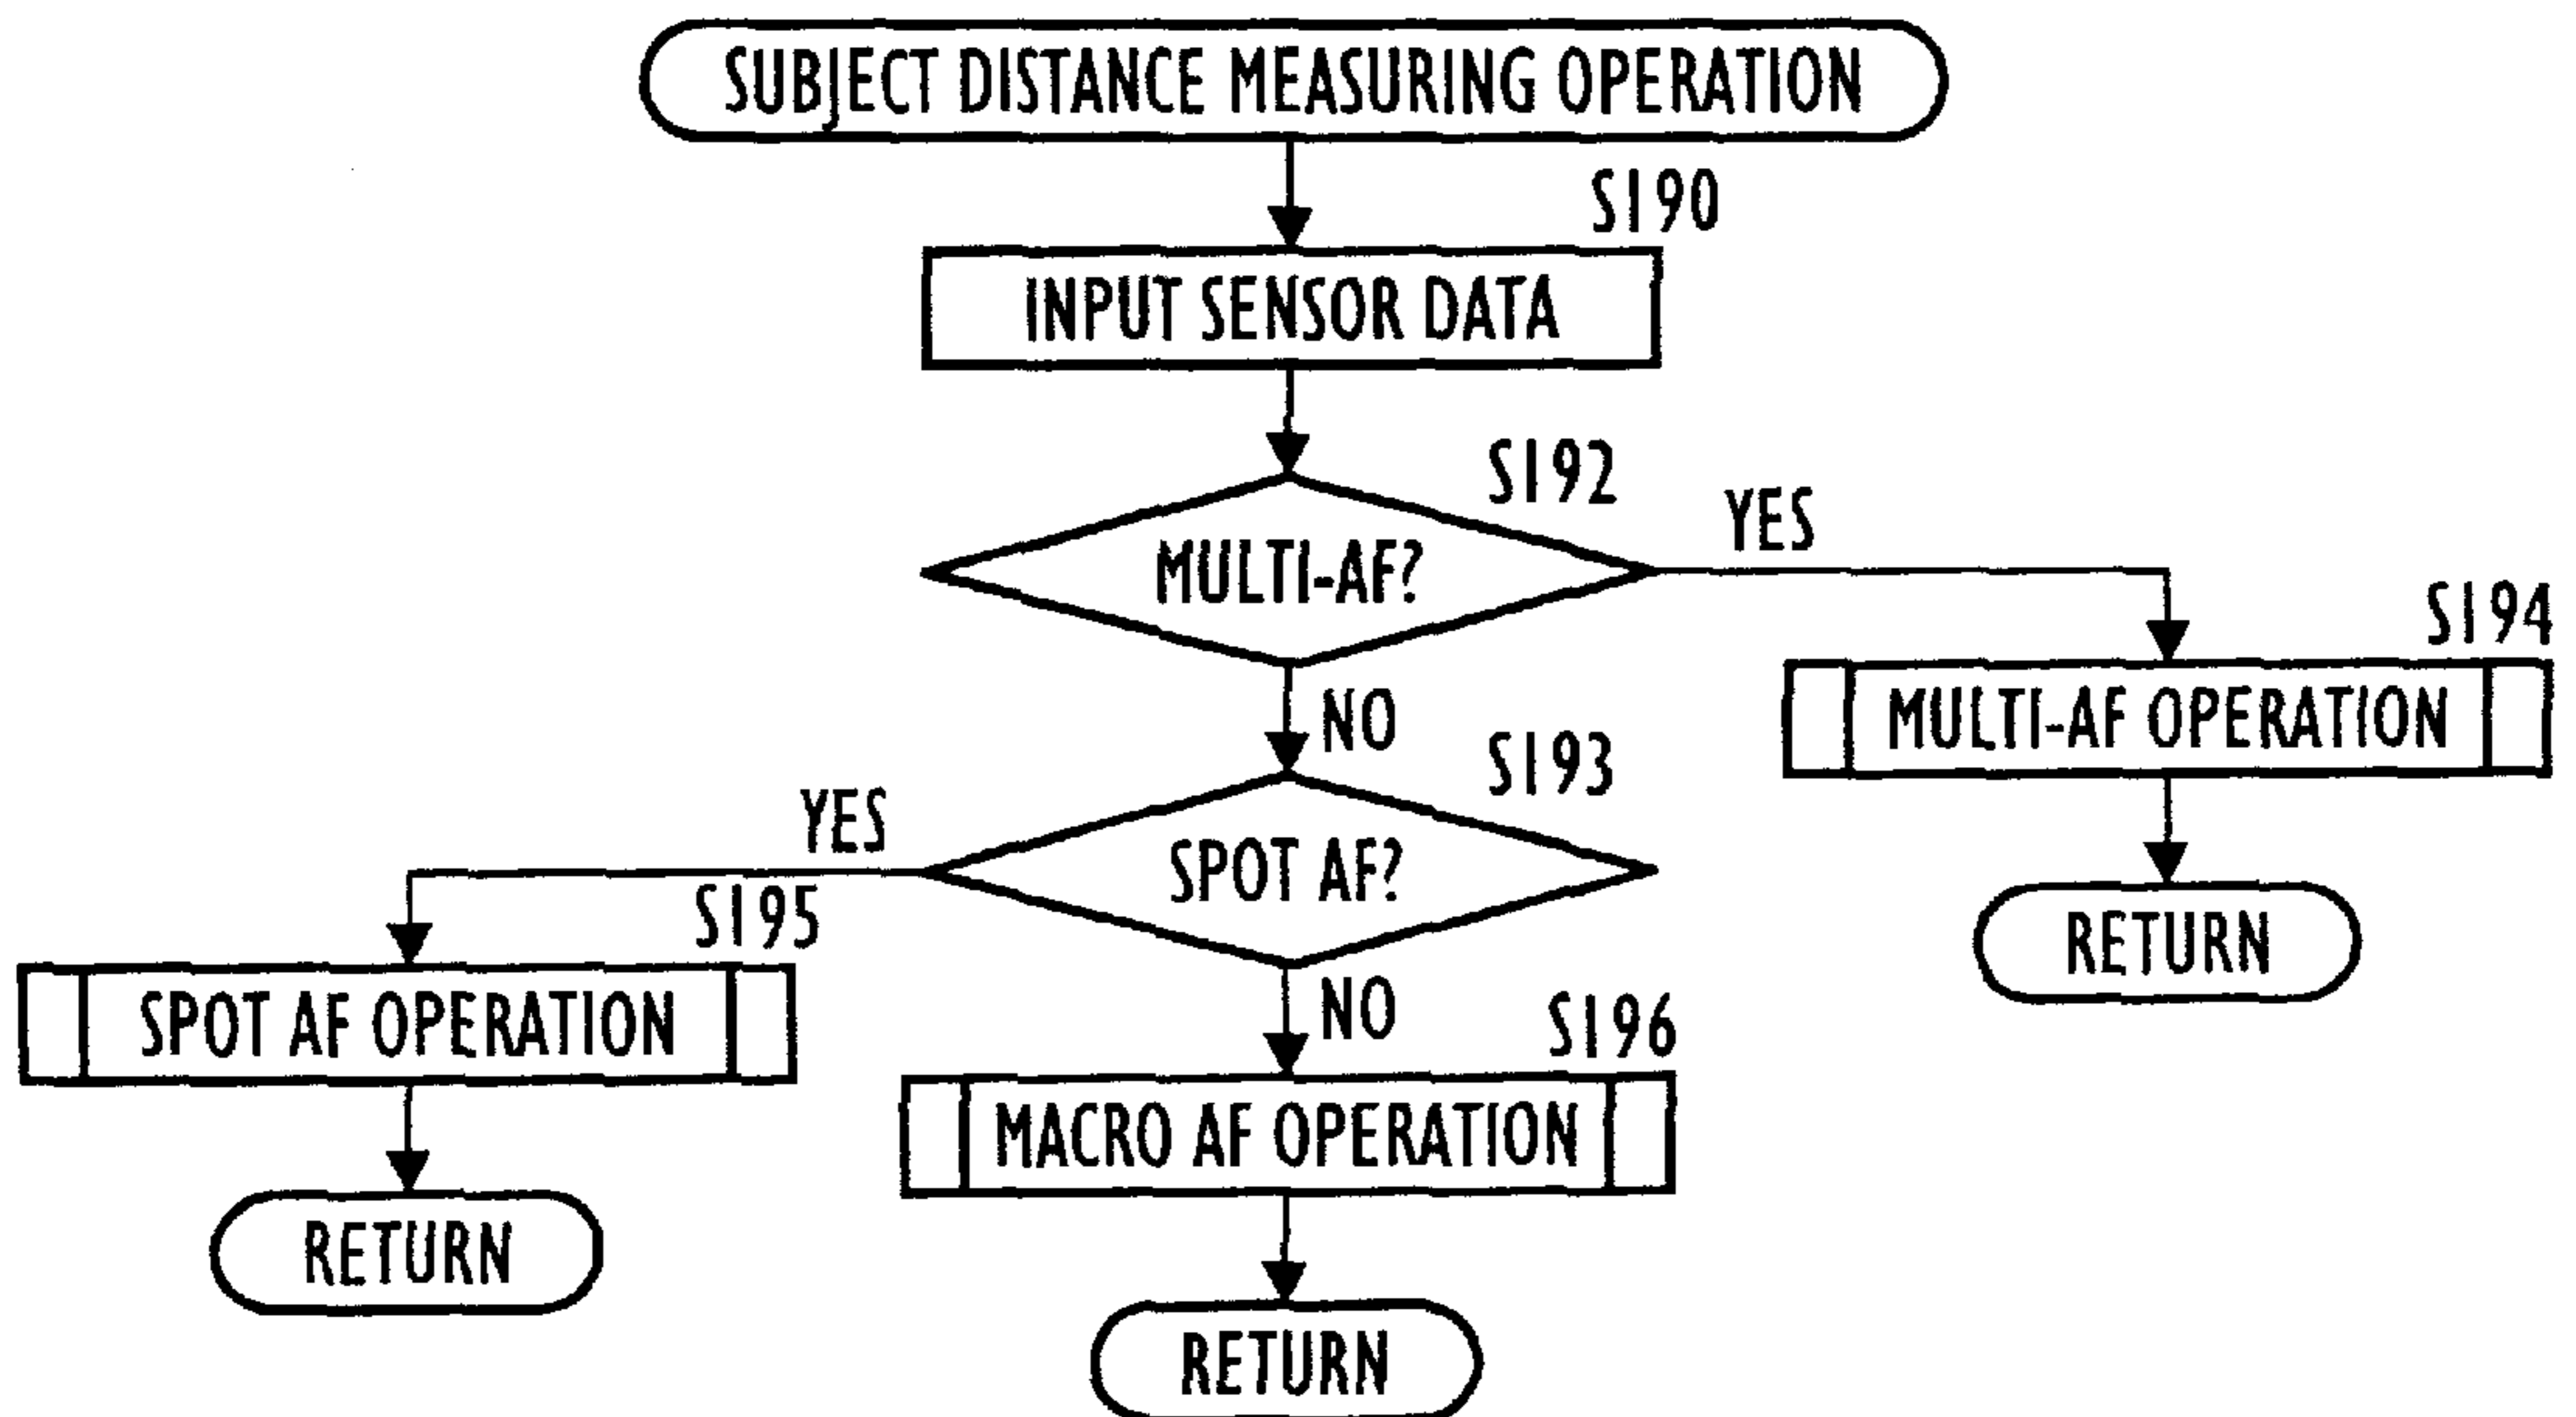 SUBJECT DISTANCE MEASURING OPERATION
S190
INPUT SENSOR DATA
S192
MULTI-AF?
YES
S194
MULTI-AF OPERATION
NO
S193
SPOT AF?
YES
S195
SPOT AF OPERATION
RETURN
NO
S196
MACRO AF OPERATION
RETURN
RETURN